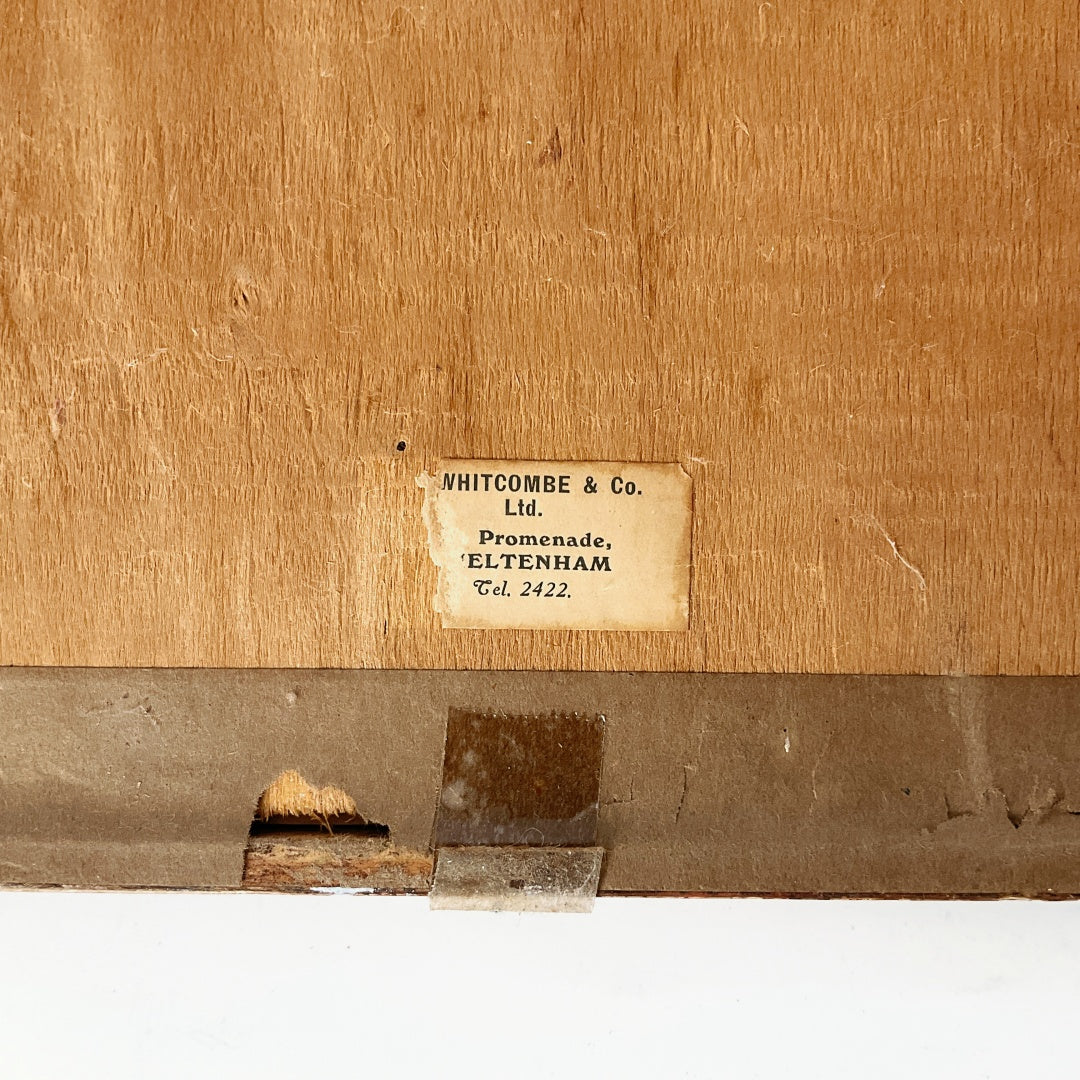 WHITCOMBE & Co.
Ltd.
Promenade,
ELTENHAM
Tel. 2422.